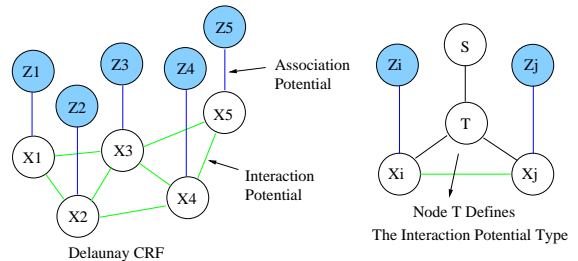 Z5
Z1
Z3
Z4
Z2
Association
Potential
X5
X1
X3
X2
X4
Interaction
Potential
Delaunay CRF
S
Zi
Zj
T
Xi
Xj
Node T Defines
The Interaction Potential Type